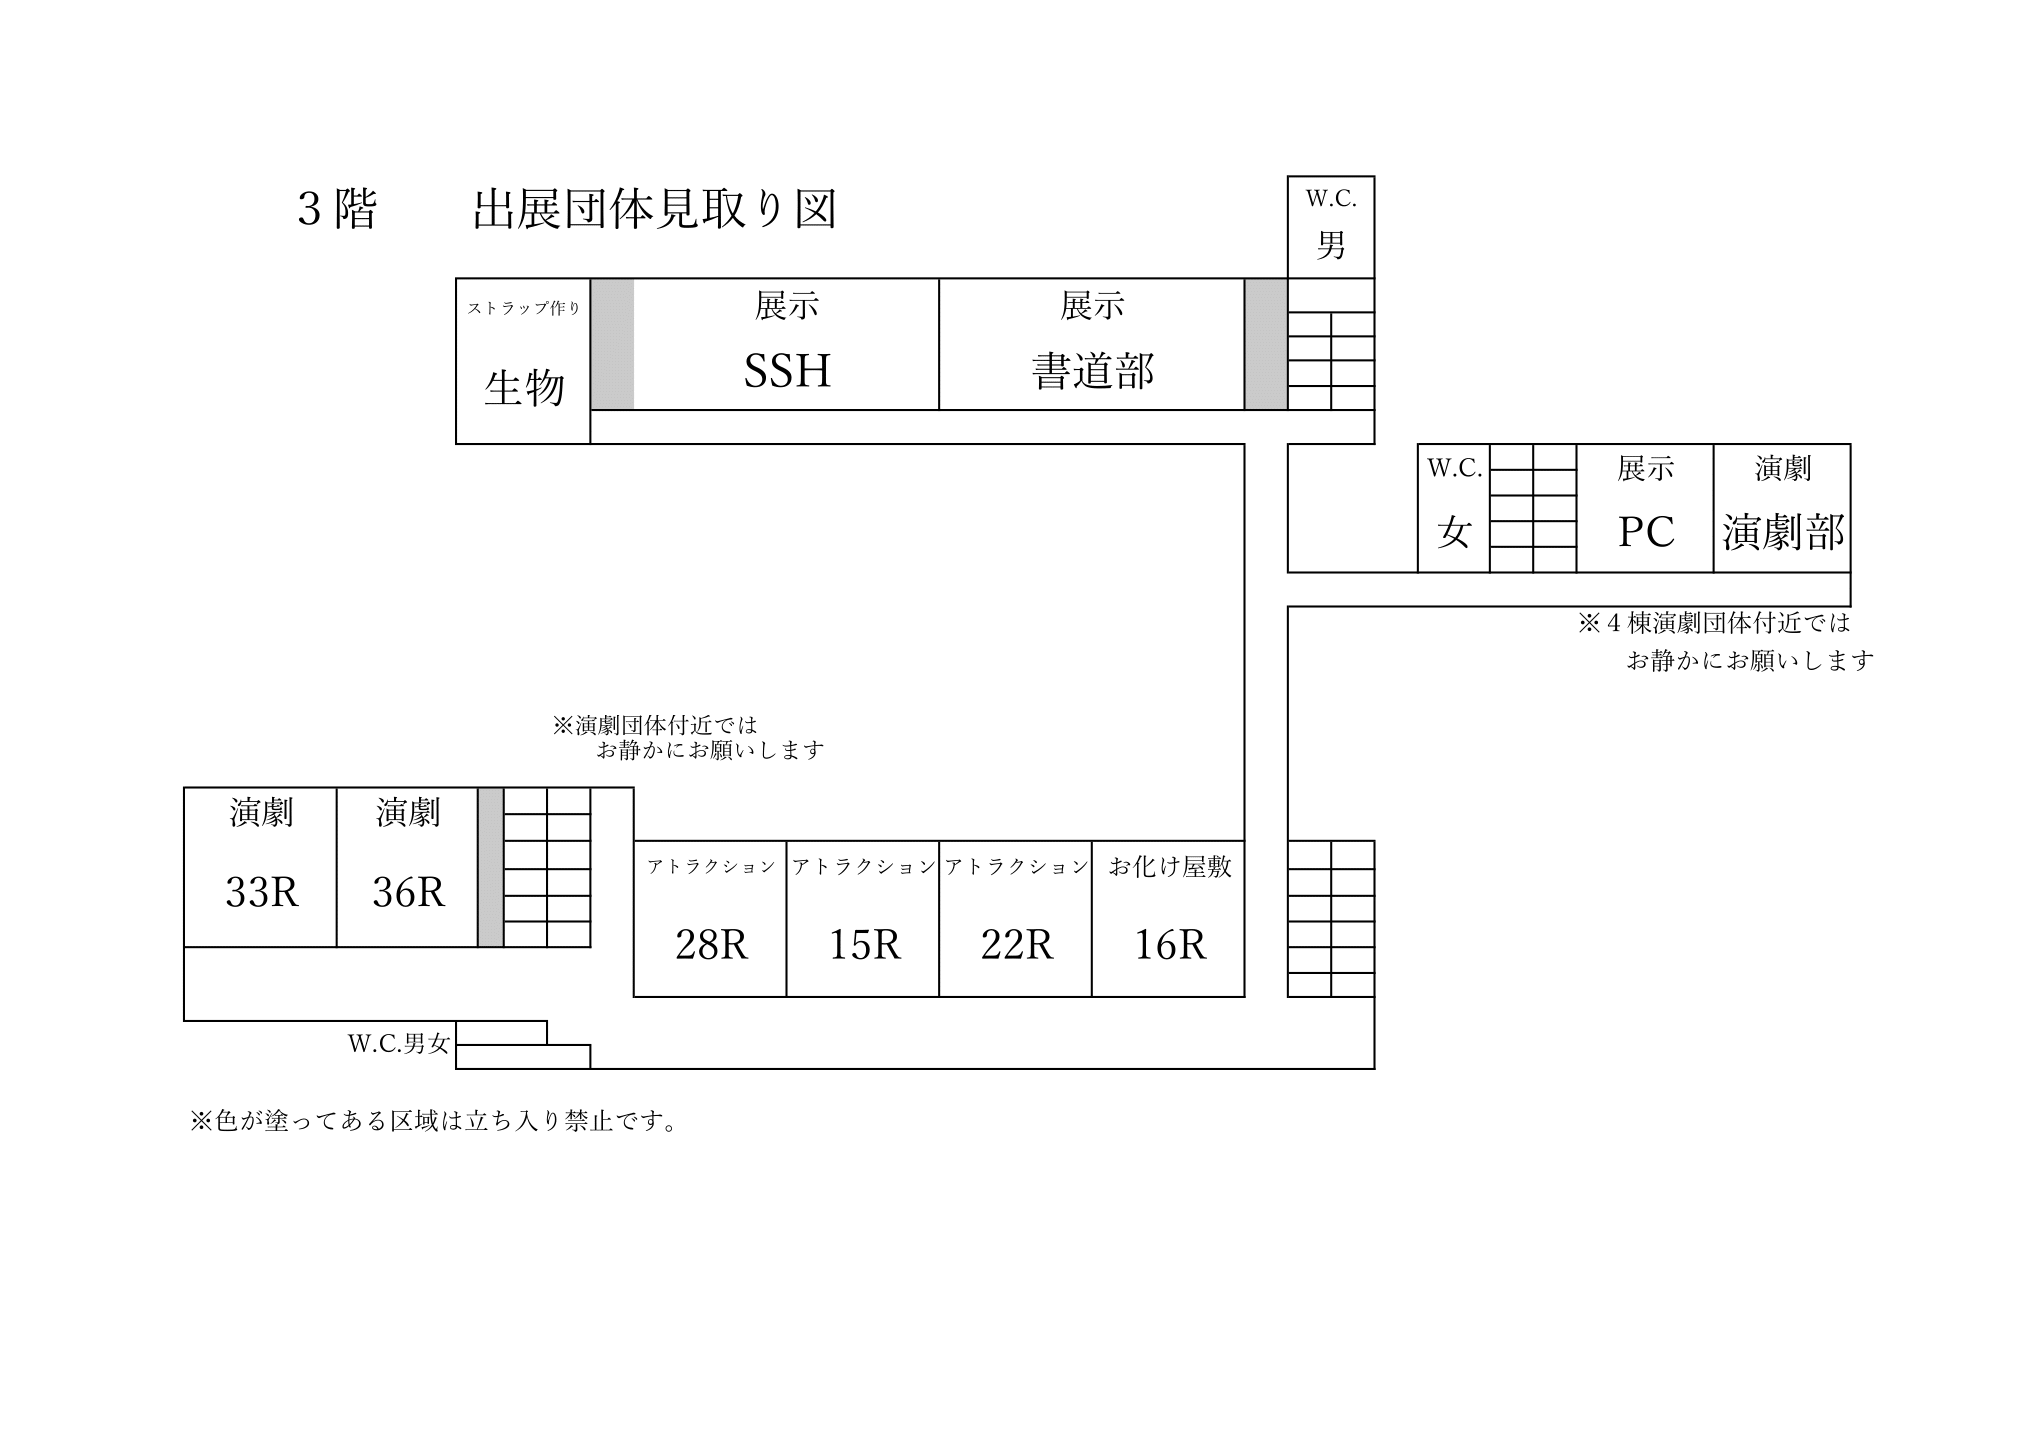 ３階　　出展団体見取り図
W.C.
男
ストラップ作り
生物
展示
SSH
展示
書道部
W.C.
女
展示
PC
演劇
演劇部
※４棟演劇団体付近では
お静かにお願いします
※演劇団体付近では
お静かにお願いします
演劇
33R
演劇
36R
アトラクション
28R
アトラクション
15R
アトラクション
22R
お化け屋敷
16R
W.C.男女
※色が塗ってある区域は立ち入り禁止です。